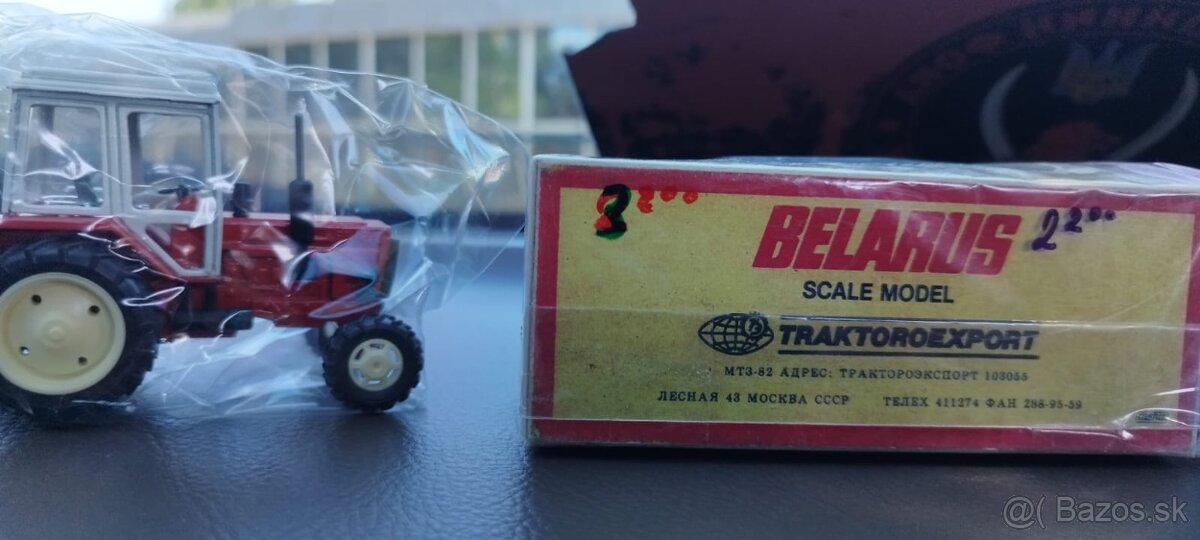 BELARUS
22⁰⁰
SCALE MODEL
TRAKTOROEXPORT
МТЗ-82 АДРЕС: ТРАКТОРОЭКСПОРТ 103055
ЛЕСНАЯ 43 МОСКВА СССР ТЕЛЕХ 411274 ФАН 288-95-59
@( Bazos.sk